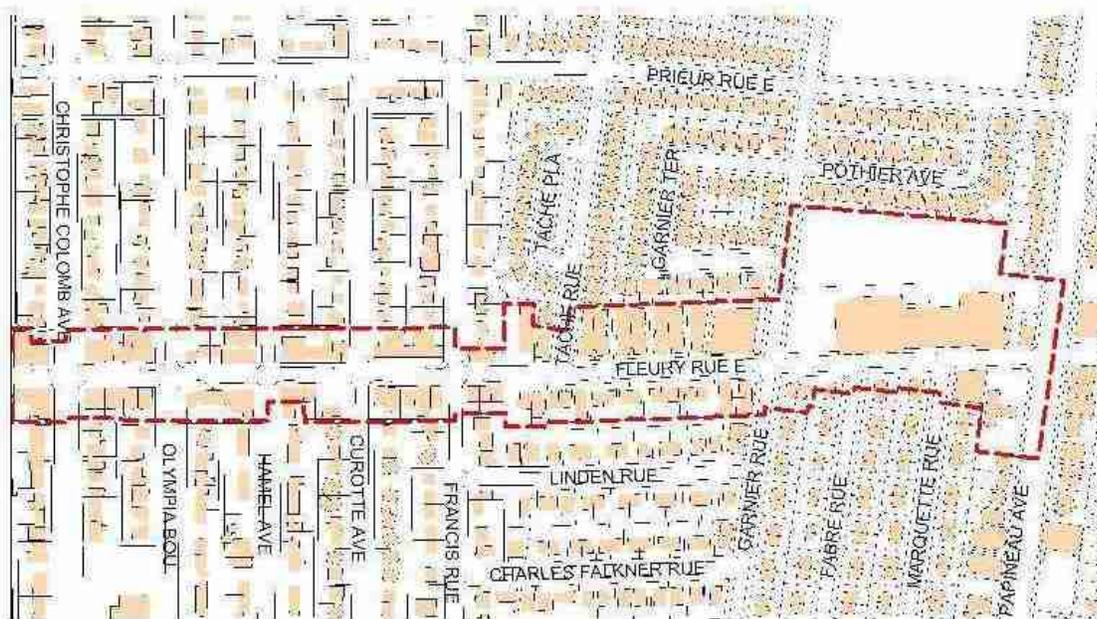 PRIEUR RUE E
POTHIER AVE
CHRISTOPHE COLOMB AVE
TACHE PLA
GARNIER TER
TACHE RUE
FLEURY RUE E
OLYMPIA BOUL
HAMEL AVE
CUROTTE AVE
FRANCIS RUE
LINDEN RUE
CHARLES FALKNER RUE
GARNIER RUE
FABRE RUE
MARQUETTE RUE
PAPINEAU AVE